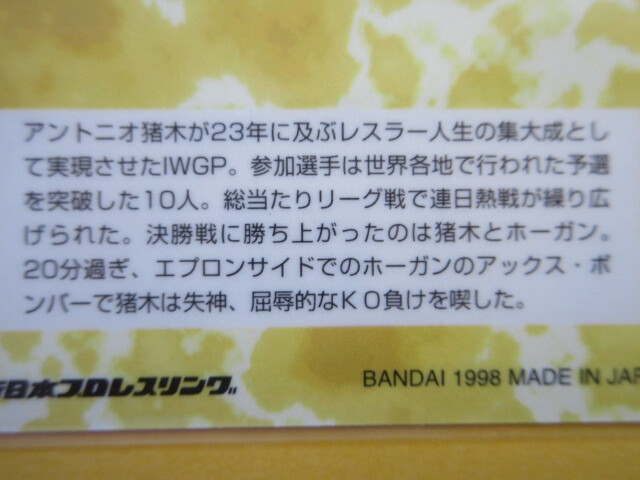 アントニオ猪木が23年に及ぶレスラー人生の集大成とし
て実現させたIWGP。参加選手は世界各地で行われた予選
を突破した10人。総当たりリーグ戦で連日熱戦が繰り広
げられた。決勝戦に勝ち上がったのは猪木とホーガン。
20分過ぎ、エプロンサイドでのホーガンのアックス・ボ
ンバーで猪木は失神、屈辱的なKO負けを喫した。
新日本プロレスリング
BANDAI 1998 MADE IN JAP